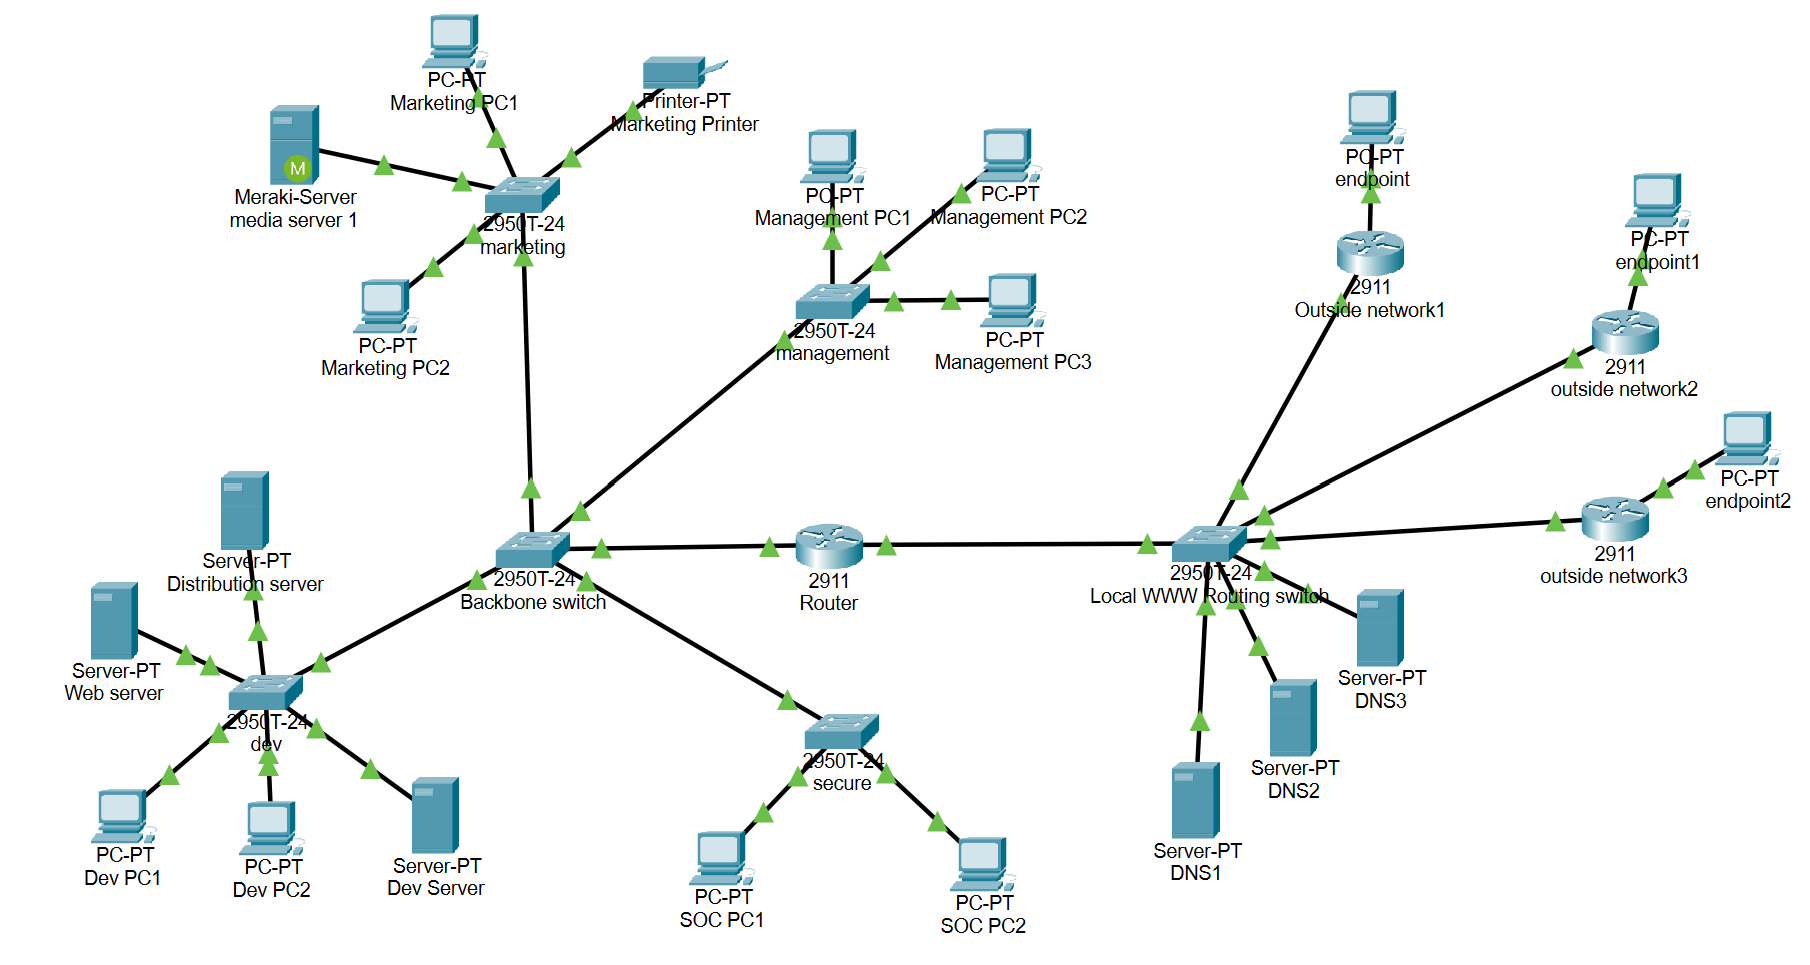 PC-PT
Marketing PC1
Printer-PT
Marketing Printer
M
Meraki-Server
media server 1
2950T-24
marketing
PC-PT
Marketing PC2
PC-PT
Management PC1
PC-PT
Management PC2
2950T-24
management
PC-PT
Management PC3
PC-PT
endpoint
2911
Outside network1
PC-PT
endpoint1
2911
outside network2
PC-PT
endpoint2
2911
outside network3
Server-PT
Distribution server
2950T-24
Backbone switch
2911
Router
2950T-24
Local WWW Routing switch
Server-PT
Web server
2950T-24
dev
PC-PT
Dev PC1
PC-PT
Dev PC2
Server-PT
Dev Server
2950T-24
secure
PC-PT
SOC PC1
PC-PT
SOC PC2
Server-PT
DNS3
Server-PT
DNS2
Server-PT
DNS1